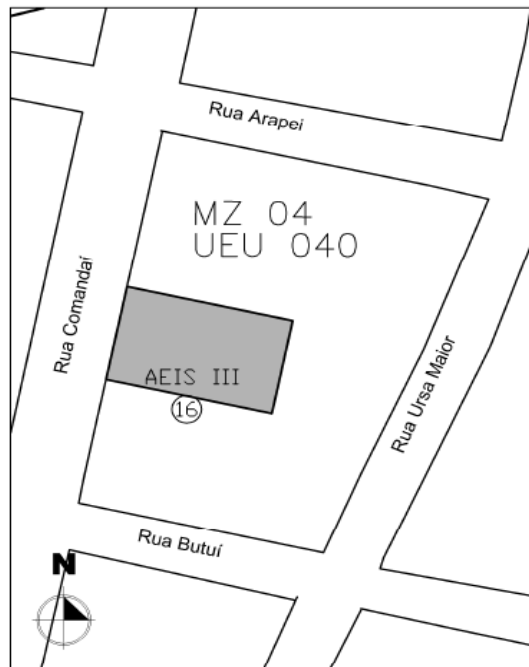 Rua Arapei
MZ 04
UEU 040
Rua Comandaí
AEIS III
16
Rua Ursa Maior
Rua Butuí
N